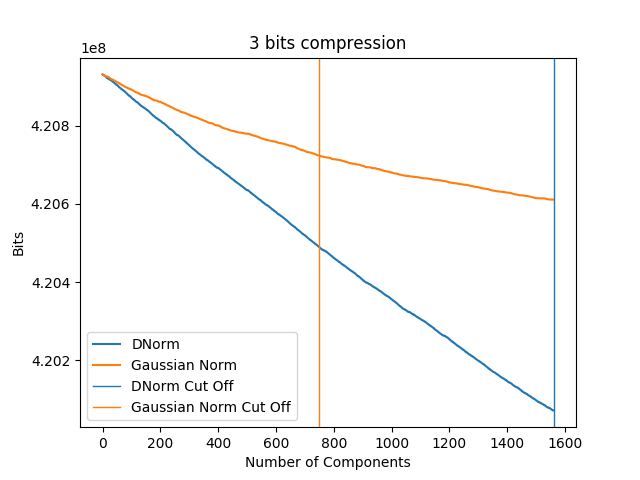 3 bits compression
1e8
4.208
4.206
4.204
4.202
Bits
DNorm
Gaussian Norm
DNorm Cut Off
Gaussian Norm Cut Off
0 200 400 600 800 1000 1200 1400 1600
Number of Components